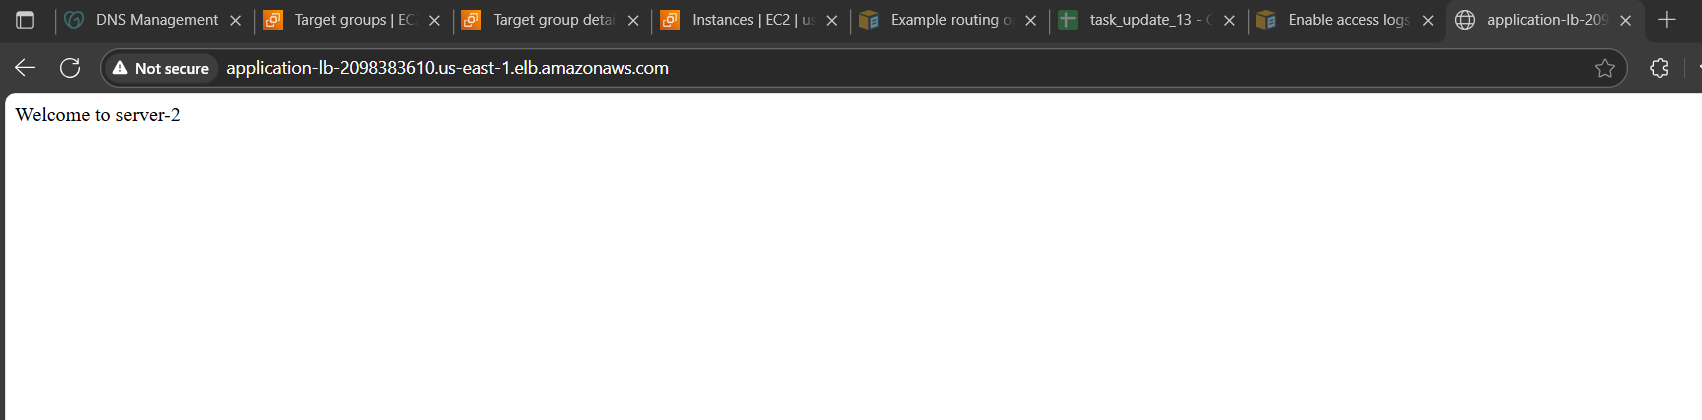 DNS Management
Target groups | EC2
Target group detai
Instances | EC2 | us
Example routing o
task_update_13 - G
Enable access logs
application-lb-209
Not secure
application-lb-2098383610.us-east-1.elb.amazonaws.com
Welcome to server-2